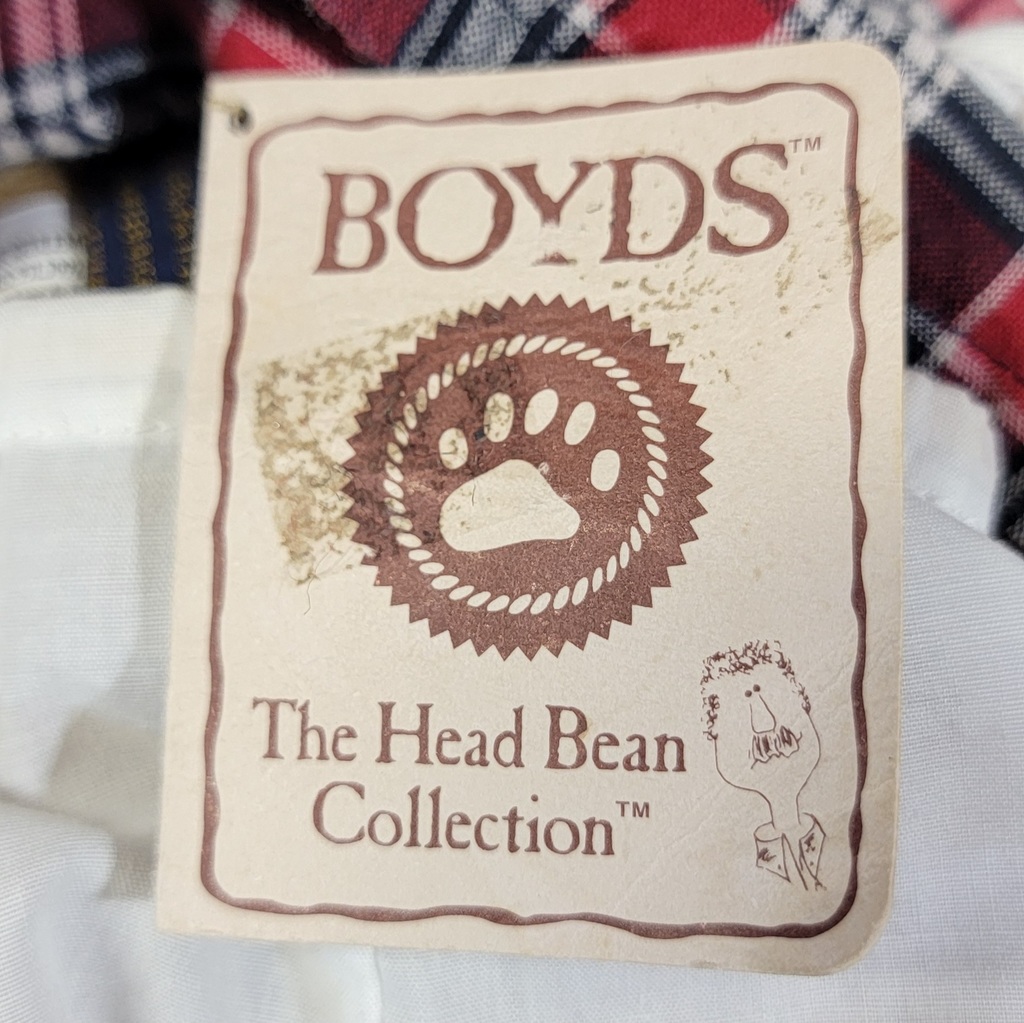 BOYDS™
The Head Bean
Collection™